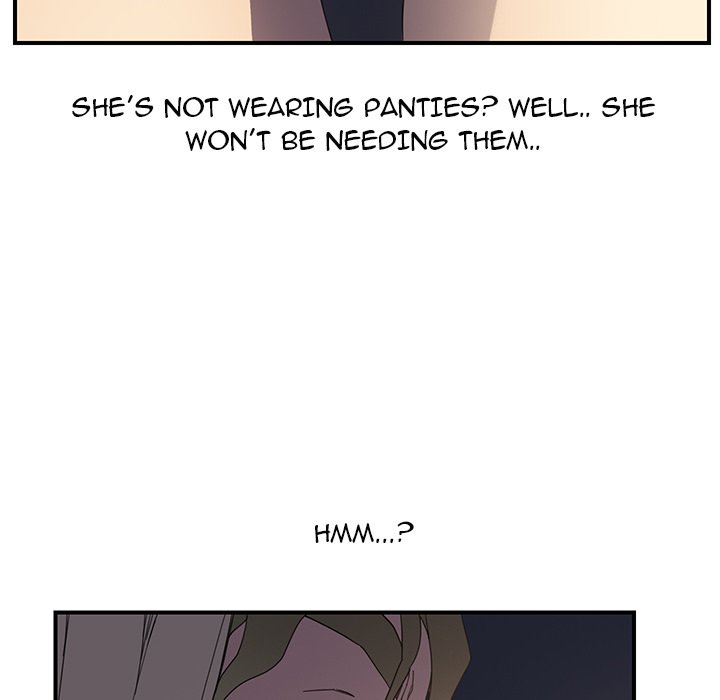 SHE'S NOT WEARING PANTIES? WELL.. SHE
WON'T BE NEEDING THEM..
HMM...?